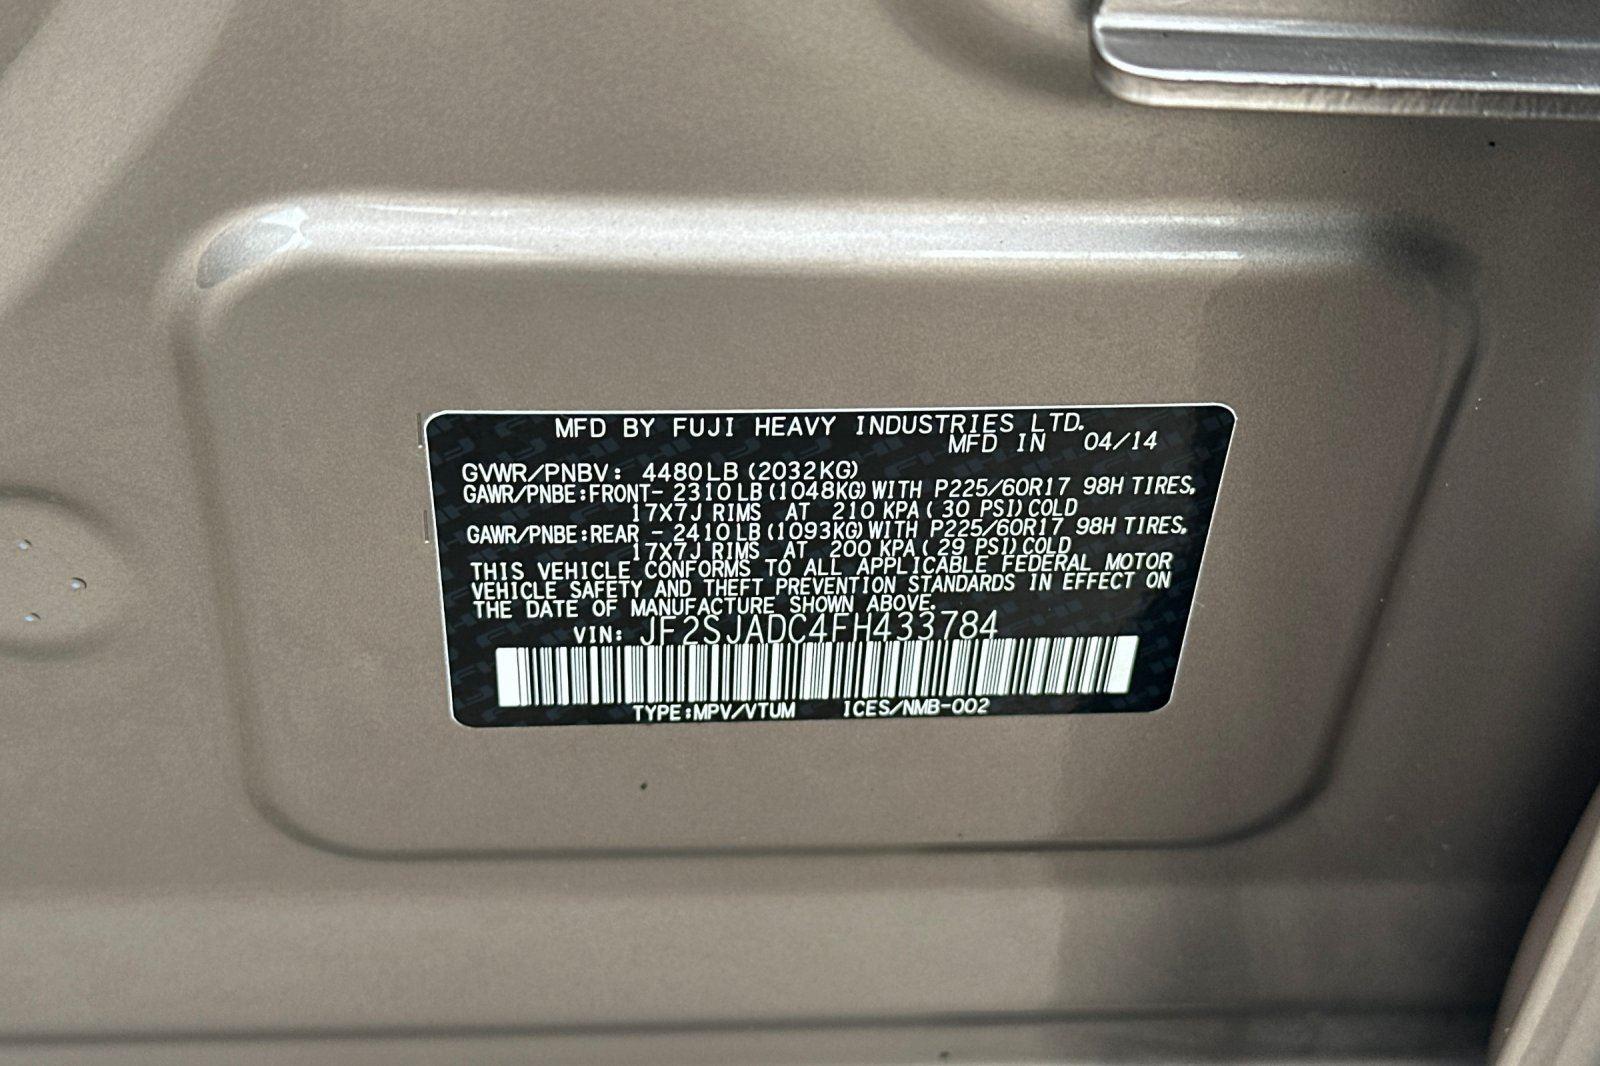 MFD BY FUJI HEAVY INDUSTRIES LTD.
MFD IN 04/14
GVWR/PNBV: 4480LB (2032KG)
GAWR/PNBE:FRONT- 2310LB (1048KG) WITH P225/60R17 98H TIRES,
17X7J RIMS AT 210 KPA ( 30 PSI) COLD
GAWR/PNBE:REAR - 2410LB (1093KG) WITH P225/60R17 98H TIRES,
17X7J RIMS AT 200 KPA ( 29 PSI) COLD
THIS VEHICLE CONFORMS TO ALL APPLICABLE FEDERAL MOTOR
VEHICLE SAFETY AND THEFT PREVENTION STANDARDS IN EFFECT ON
THE DATE OF MANUFACTURE SHOWN ABOVE.
VIN: JF2SJADC4FH433784
TYPE:MPV/VTUM ICES/NMB-002